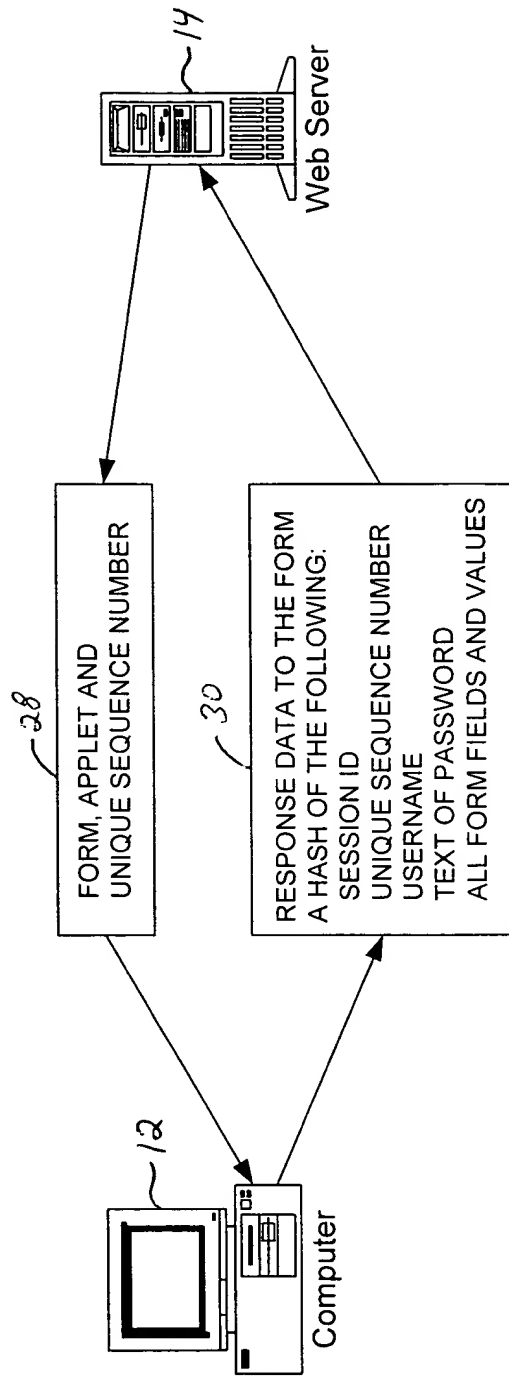 28
FORM, APPLET AND
UNIQUE SEQUENCE NUMBER
14
Web Server
12
Computer
30
RESPONSE DATA TO THE FORM
A HASH OF THE FOLLOWING:
SESSION ID
UNIQUE SEQUENCE NUMBER
USERNAME
TEXT OF PASSWORD
ALL FORM FIELDS AND VALUES